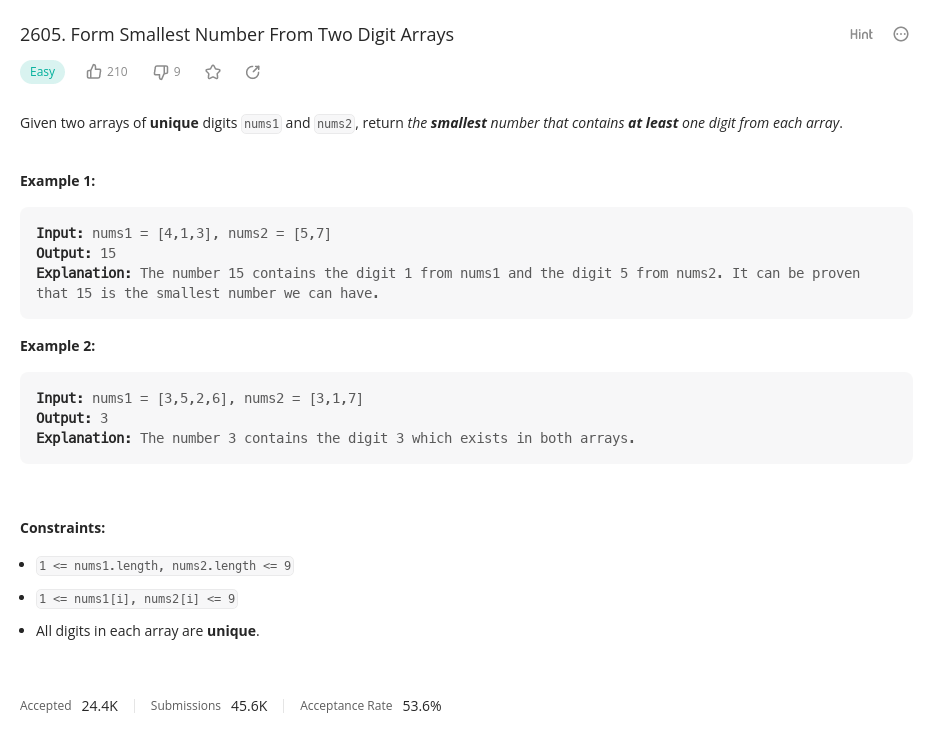 2605. Form Smallest Number From Two Digit Arrays
Hint
Easy 210 9
Given two arrays of unique digits nums1 and nums2, return the smallest number that contains at least one digit from each array.
Example 1:
Input: nums1 = [4,1,3], nums2 = [5,7]
Output: 15
Explanation: The number 15 contains the digit 1 from nums1 and the digit 5 from nums2. It can be proven
that 15 is the smallest number we can have.
Example 2:
Input: nums1 = [3,5,2,6], nums2 = [3,1,7]
Output: 3
Explanation: The number 3 contains the digit 3 which exists in both arrays.
Constraints:
1 <= nums1.length, nums2.length <= 9
1 <= nums1[i], nums2[i] <= 9
All digits in each array are unique.
Accepted 24.4K Submissions 45.6K Acceptance Rate 53.6%